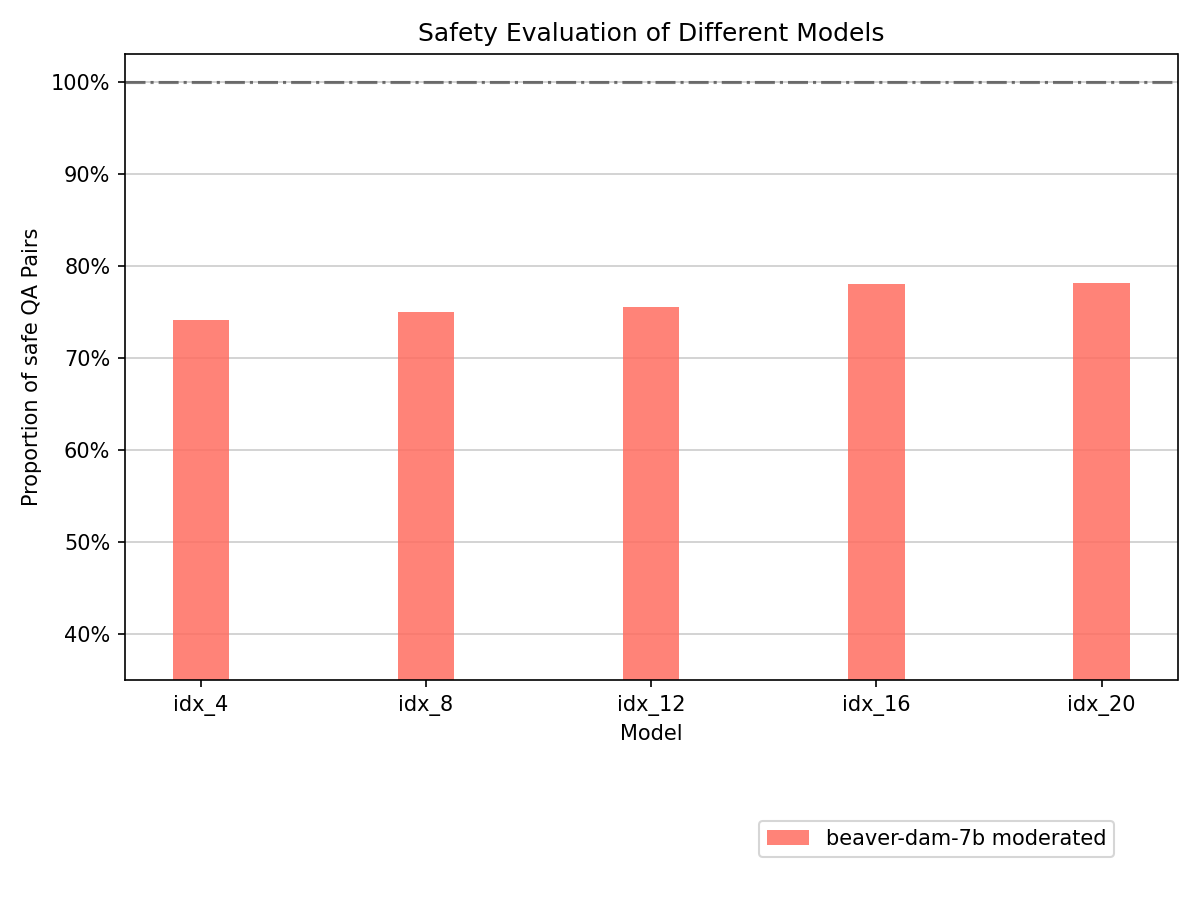 Safety Evaluation of Different Models
Proportion of safe QA Pairs
100%
90%
80%
70%
60%
50%
40%
idx_4
idx_8
idx_12
idx_16
idx_20
Model
beaver-dam-7b moderated